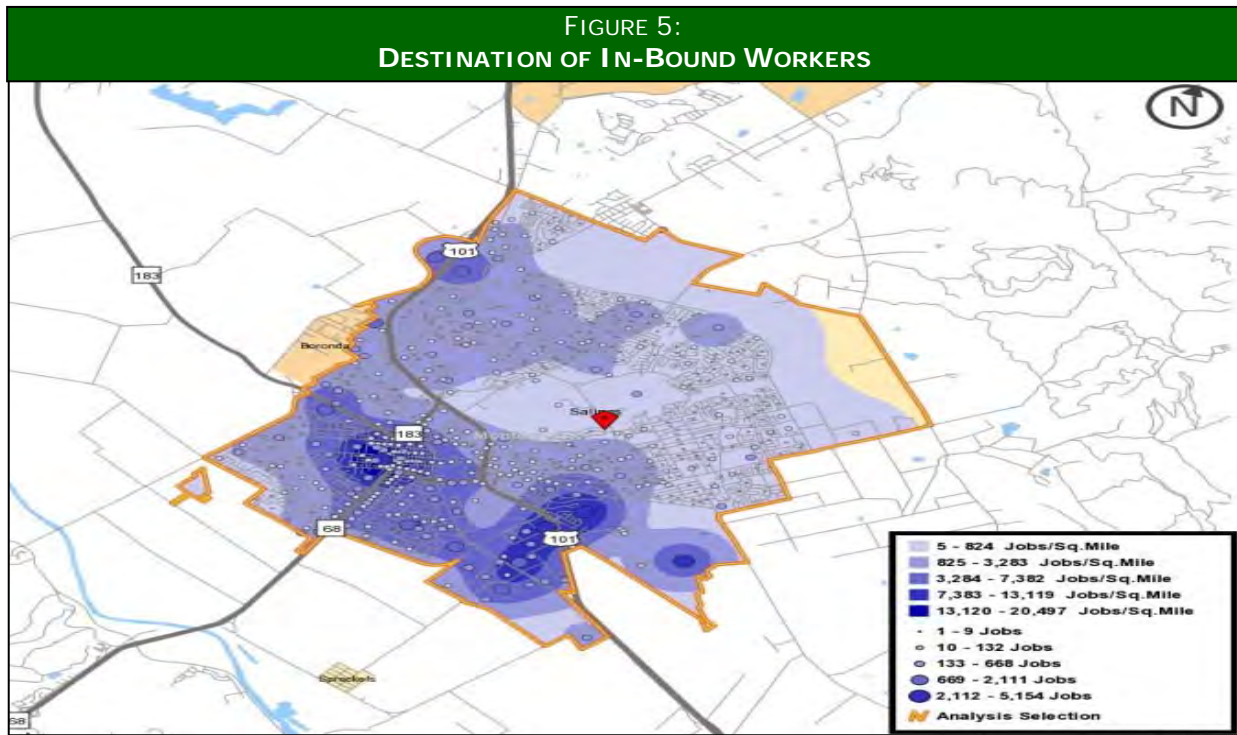 FIGURE 5:
DESTINATION OF IN-BOUND WORKERS
N
101
183
Boronda
Salinas
183
68
101
Spreckels
68
5 - 824 Jobs/Sq.Mile
825 - 3,283 Jobs/Sq.Mile
3,284 - 7,382 Jobs/Sq.Mile
7,383 - 13,119 Jobs/Sq.Mile
13,120 - 20,497 Jobs/Sq.Mile
1 - 9 Jobs
10 - 132 Jobs
133 - 668 Jobs
669 - 2,111 Jobs
2,112 - 5,154 Jobs
Analysis Selection